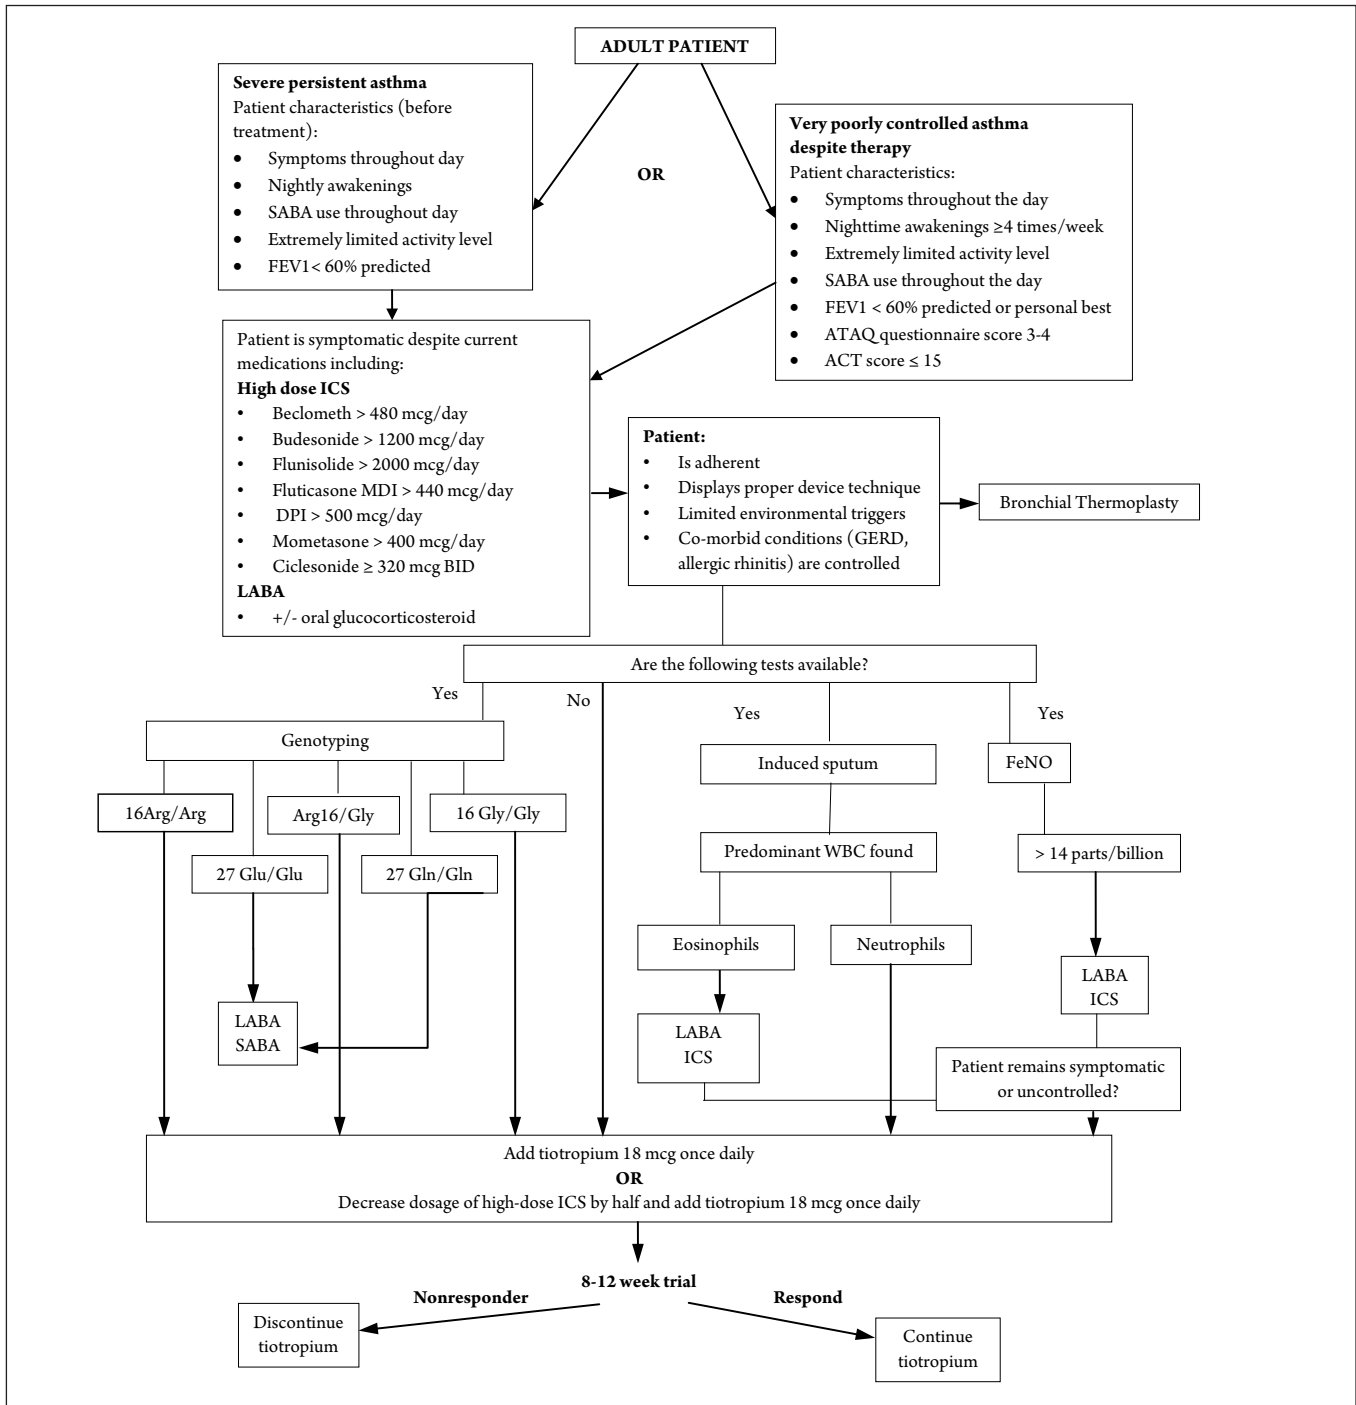 ADULT PATIENT
Severe persistent asthma
Patient characteristics (before
treatment):
• Symptoms throughout day
• Nightly awakenings
• SABA use throughout day
• Extremely limited activity level
• FEV1< 60% predicted
OR
Very poorly controlled asthma
despite therapy
Patient characteristics:
• Symptoms throughout the day
• Nighttime awakenings ≥4 times/week
• Extremely limited activity level
• SABA use throughout the day
• FEV1 < 60% predicted or personal best
• ATAQ questionnaire score 3-4
• ACT score ≤ 15
Patient is symptomatic despite current
medications including:
High dose ICS
• Beclometh > 480 mcg/day
• Budesonide > 1200 mcg/day
• Flunisolide > 2000 mcg/day
• Fluticasone MDI > 440 mcg/day
• DPI > 500 mcg/day
• Mometasone > 400 mcg/day
• Ciclesonide ≥ 320 mcg BID
LABA
• +/- oral glucocorticosteroid
Patient:
• Is adherent
• Displays proper device technique
• Limited environmental triggers
• Co-morbid conditions (GERD,
allergic rhinitis) are controlled
Bronchial Thermoplasty
Are the following tests available?
Yes
No
Yes
Yes
Genotyping
Induced sputum
FeNO
16Arg/Arg
Arg16/Gly
16 Gly/Gly
27 Glu/Glu
27 Gln/Gln
Predominant WBC found
> 14 parts/billion
Eosinophils
Neutrophils
LABA
SABA
LABA
ICS
LABA
ICS
Patient remains symptomatic
or uncontrolled?
Add tiotropium 18 mcg once daily
OR
Decrease dosage of high-dose ICS by half and add tiotropium 18 mcg once daily
8-12 week trial
Nonresponder
Respond
Discontinue
tiotropium
Continue
tiotropium